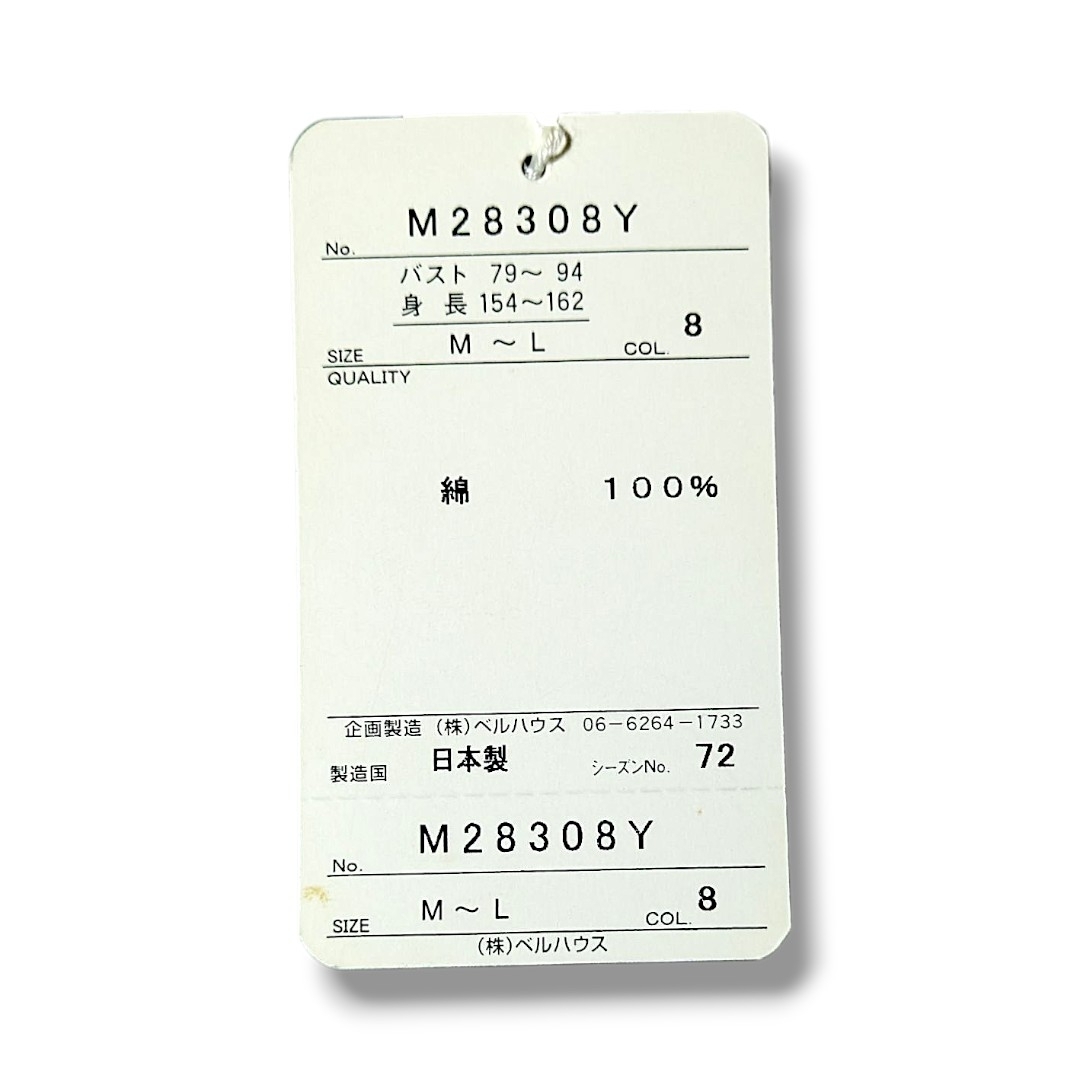 No. M28308Y
バスト 79〜 94
身 長 154〜162
SIZE M 〜 L COL. 8
QUALITY
綿 100%
企画製造 (株)ベルハウス 06-6264-1733
製造国 日本製 シーズンNo. 72
No. M28308Y
SIZE M 〜 L COL. 8
(株)ベルハウス